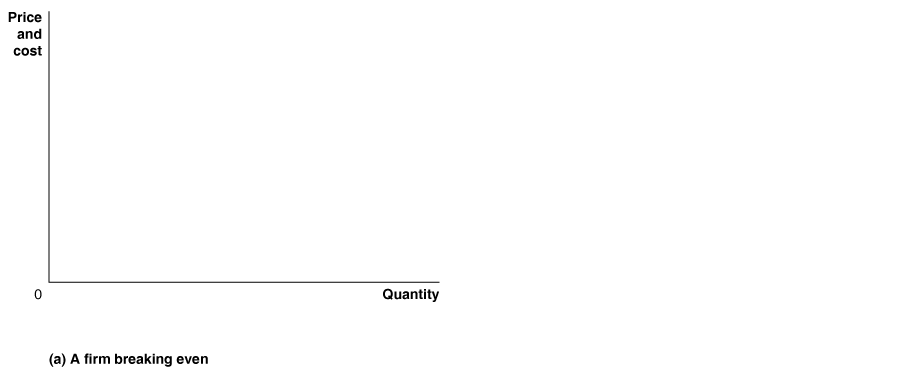 Price
and
cost
0
Quantity
(a) A firm breaking even